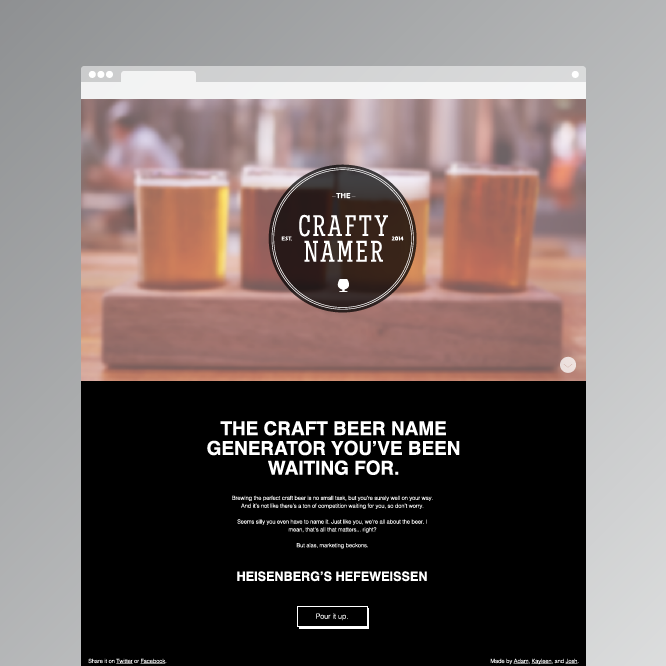 THE
CRAFTY
EST.
2014
NAMER
THE CRAFT BEER NAME
GENERATOR YOU'VE BEEN
WAITING FOR.
Brewing the perfect craft beer is no small task, but you're surely well on your way.
And it's not like there's a ton of competition waiting for you, so don't worry.
Seems silly you even have to name it. Just like you, we're all about the beer. I
mean, that's all that matters... right?
But alas, marketing beckons.
HEISENBERG'S HEFEWEISSEN
Pour it up.
Share it on Twitter or Facebook.
Made by Adam, Kayleen, and Josh.